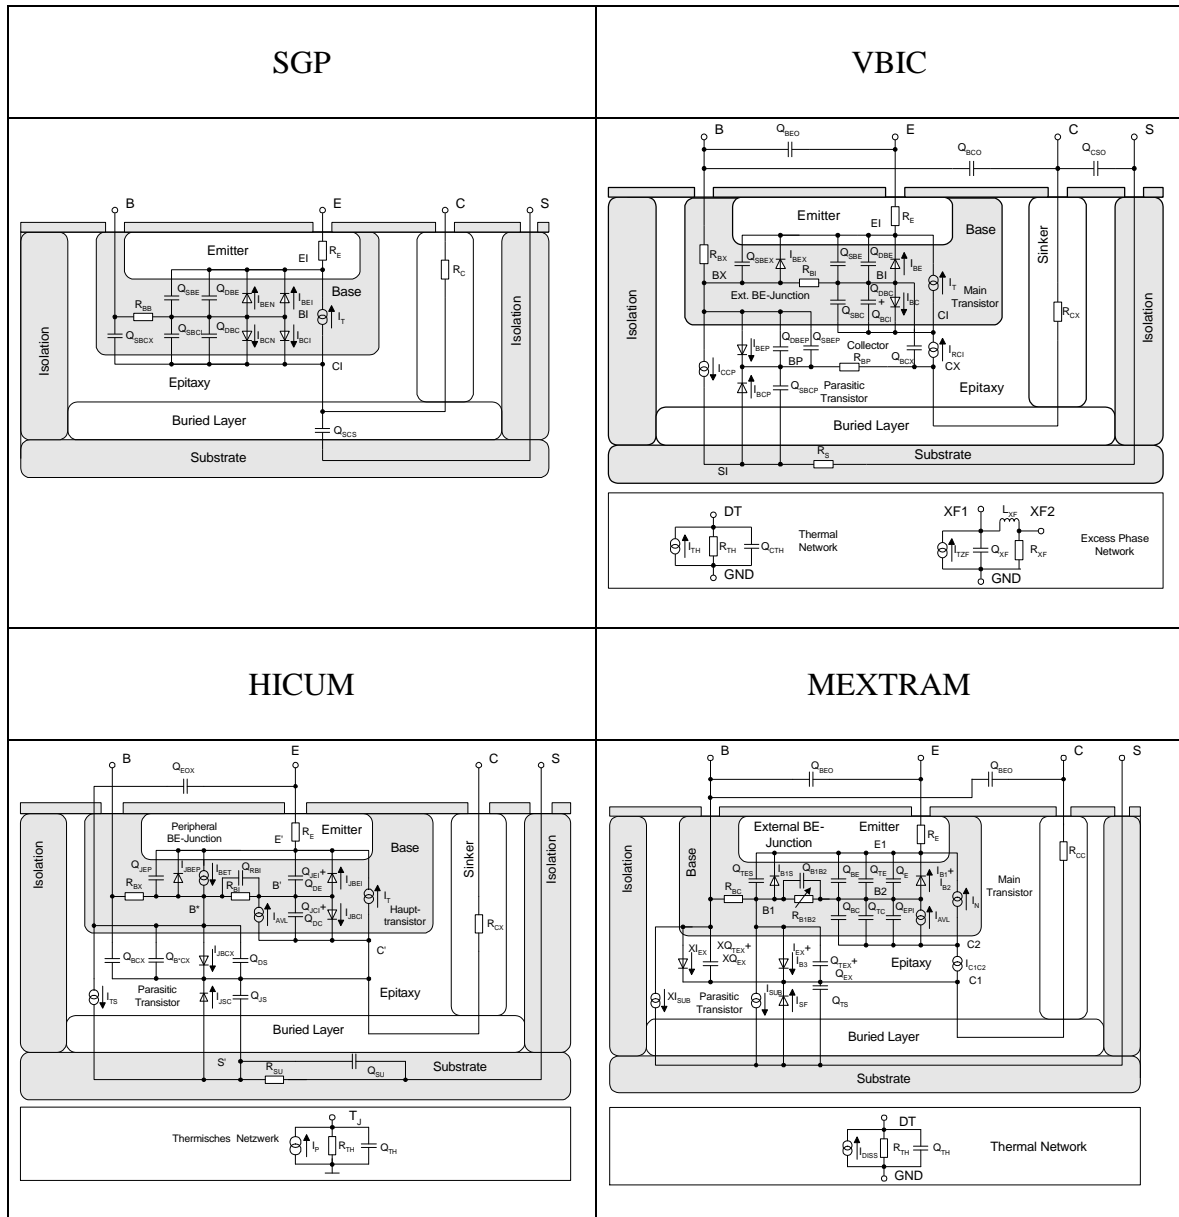 SGP
VBIC
B E C S
Emitter
EI
R_E
Base
R_C
Q_SBE Q_DBE I_BEN I_BEI
R_BB
BI
I_T
Q_SBCX Q_SBCI Q_DBC I_BCN I_BCI
CI
Isolation
Isolation
Epitaxy
Buried Layer
Q_SCS
Substrate
B Q_BEO E C S
Q_BCO Q_CSO
Emitter
EI
R_E
Base
Sinker
R_BX
Q_SBEX I_BEX Q_SBE Q_DBE I_BE
BX
R_BI
BI
I_T
Ext. BE-Junction
Q_SBC
Q_DBC +
Q_BCI
I_BC
Main
Transistor
CI
R_CX
Isolation
Isolation
I_BEP Q_DBEP Q_SBEP
Collector
I_CCP
BP
R_BP
Q_BCX
I_RCI
CX
I_BCP Q_SBCP
Parasitic
Transistor
Epitaxy
Buried Layer
Substrate
SI
R_S
DT
I_TH R_TH Q_CTH
GND
Thermal
Network
XF1 L_XF XF2
I_TZF Q_XF R_XF
GND
Excess Phase
Network
HICUM
MEXTRAM
B E C S
Q_EOX
Peripheral
BE-Junction
Emitter
E'
R_E
Base
Sinker
Q_JEP I_JBEP I_BET Q_RBI
R_BX
R_BI
B'
Q_JEI+
Q_DE
I_JBEI
I_T
B*
I_AVL
Q_JCI+
Q_DC
I_JBCI
Haupt-
transistor
C'
R_CX
Isolation
Isolation
Q_BCX Q_B*CX I_JBCX Q_DS
I_TS
Parasitic
Transistor
I_JSC Q_JS
Epitaxy
Buried Layer
S'
R_SU
Q_SU
Substrate
T_J
Thermisches Netzwerk
I_P R_TH Q_TH
B E C S
Q_BEO Q_BEO
External BE-
Junction
Emitter
E1
R_E
Base
R_CC
Q_TES I_B1S Q_B1B2 Q_BE Q_TE Q_E
I_B1+
I_B2
R_BC
B1
R_B1B2
B2
I_N
Main
Transistor
Q_BC Q_TC Q_EPI I_AVL
C2
Isolation
Isolation
XI_EX
XQ_TEX+
XQ_EX
I_EX+
I_B3
Q_TEX+
Q_EX
Epitaxy
I_C1C2
C1
XI_SUB
Parasitic
Transistor
I_SUB I_SF Q_TS
Buried Layer
Substrate
DT
I_DISS R_TH Q_TH
GND
Thermal Network